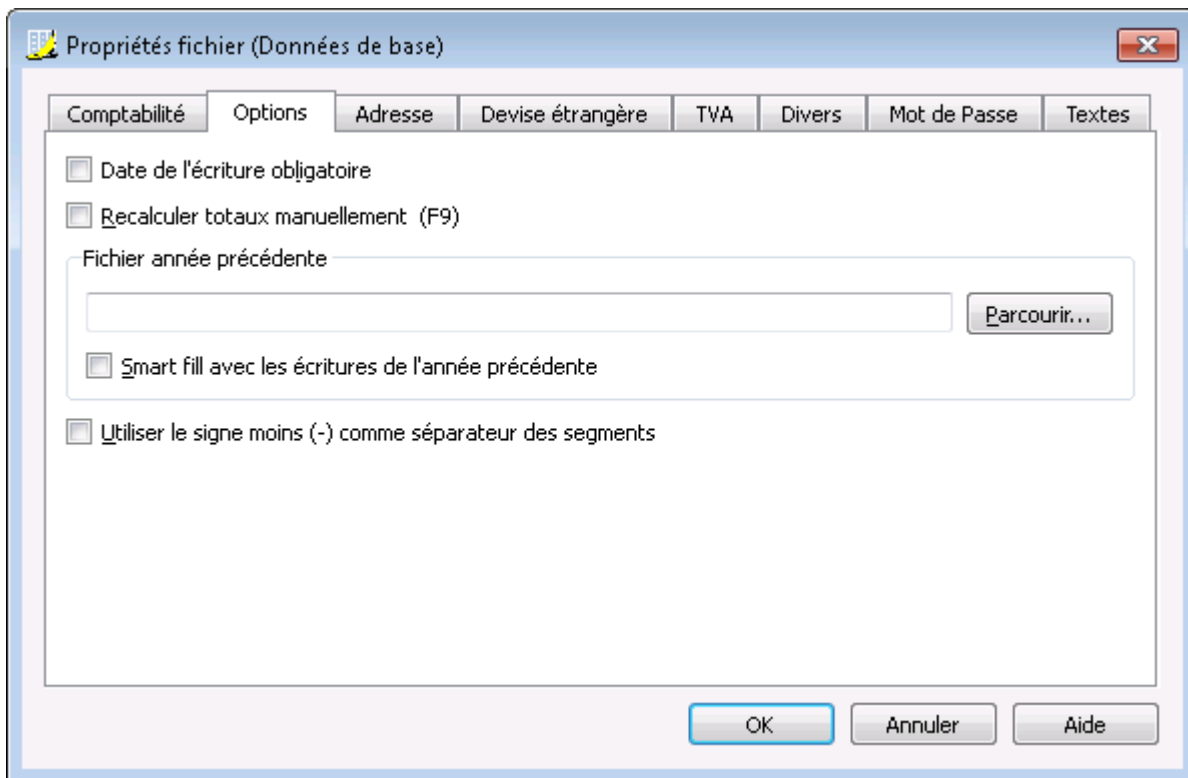 Propriétés fichier (Données de base)
Comptabilité Options Adresse Devise étrangère TVA Divers Mot de Passe Textes
Date de l'écriture obligatoire
Recalculer totaux manuellement (F9)
Fichier année précédente
Parcourir...
Smart fill avec les écritures de l'année précédente
Utiliser le signe moins (-) comme séparateur des segments
OK Annuler Aide